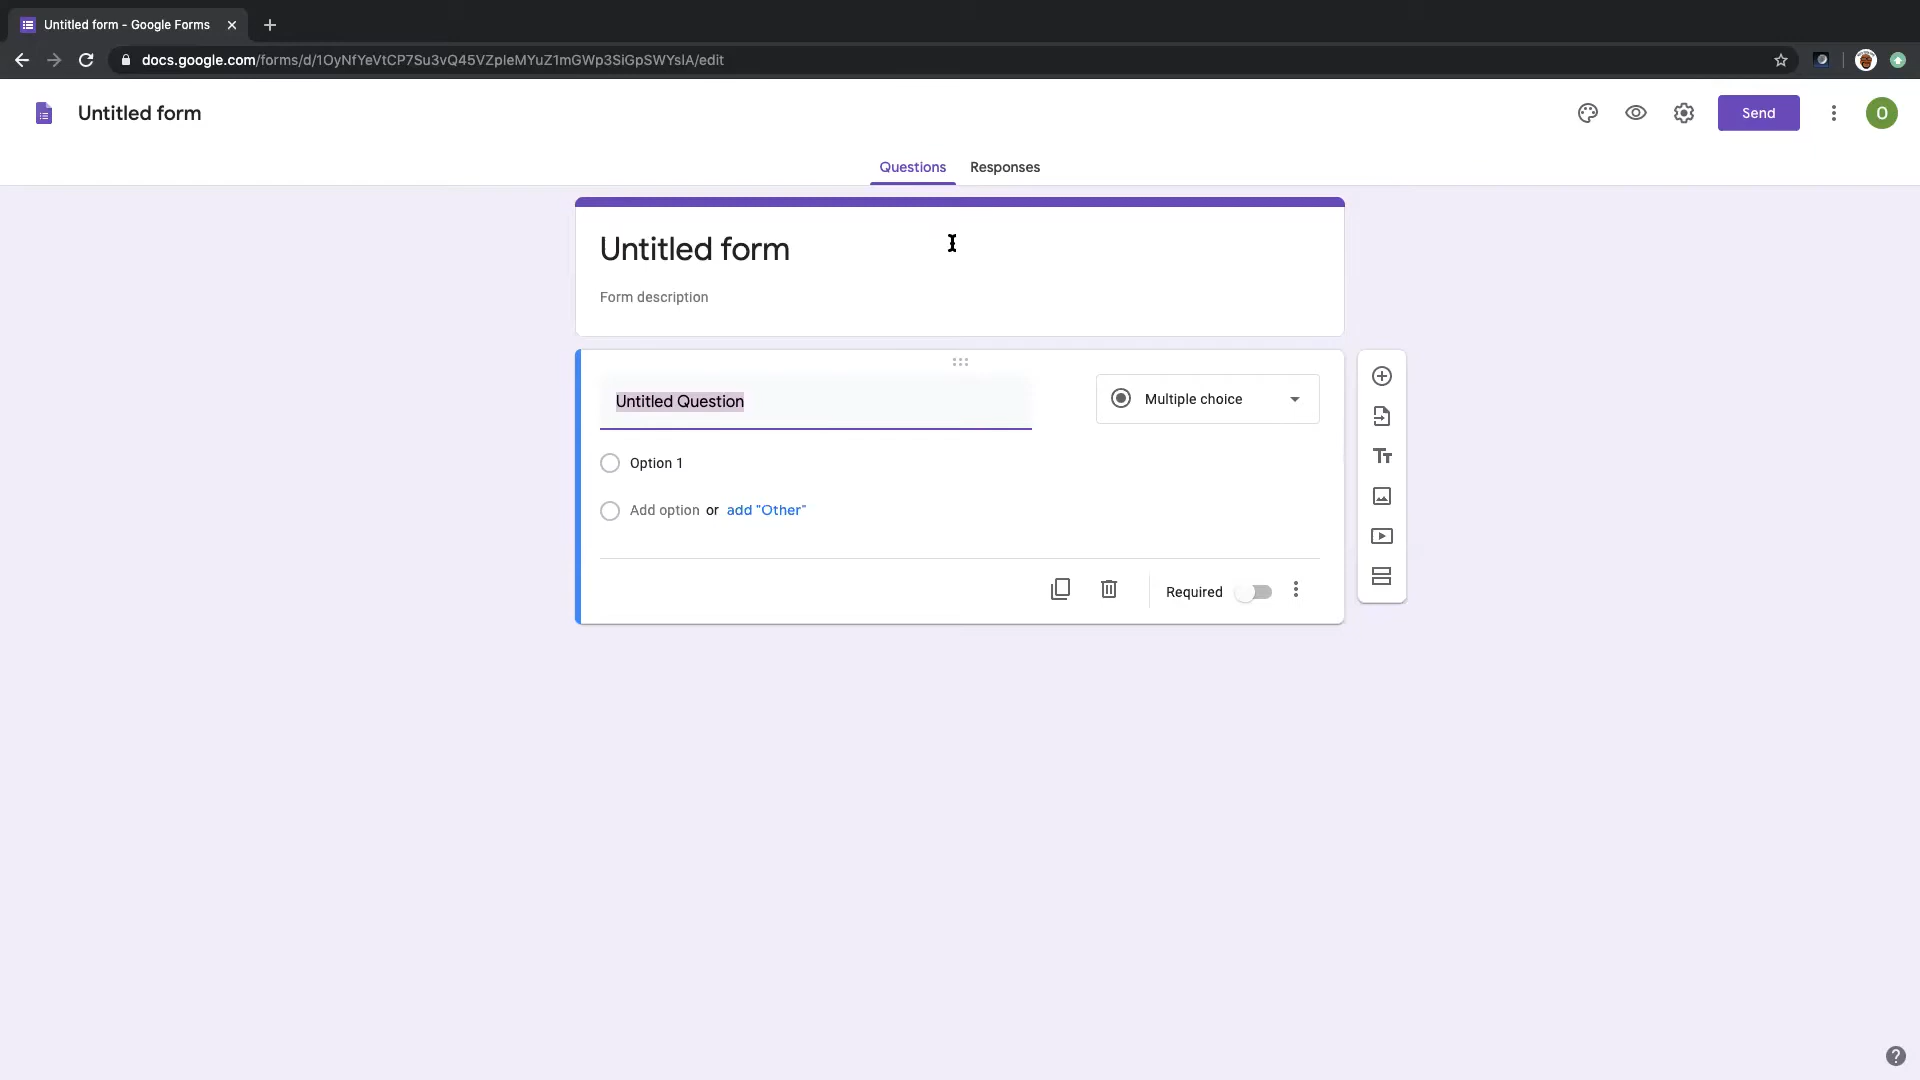 Untitled form - Google Forms
docs.google.com/forms/d/1OyNfYeVtCP7Su3vQ45VZpleMYuZ1mGWp3SiGpSWYsIA/edit
Untitled form
Send
O
Questions Responses
Untitled form
Form description
Untitled Question
Multiple choice
Option 1
Add option or add "Other"
Required